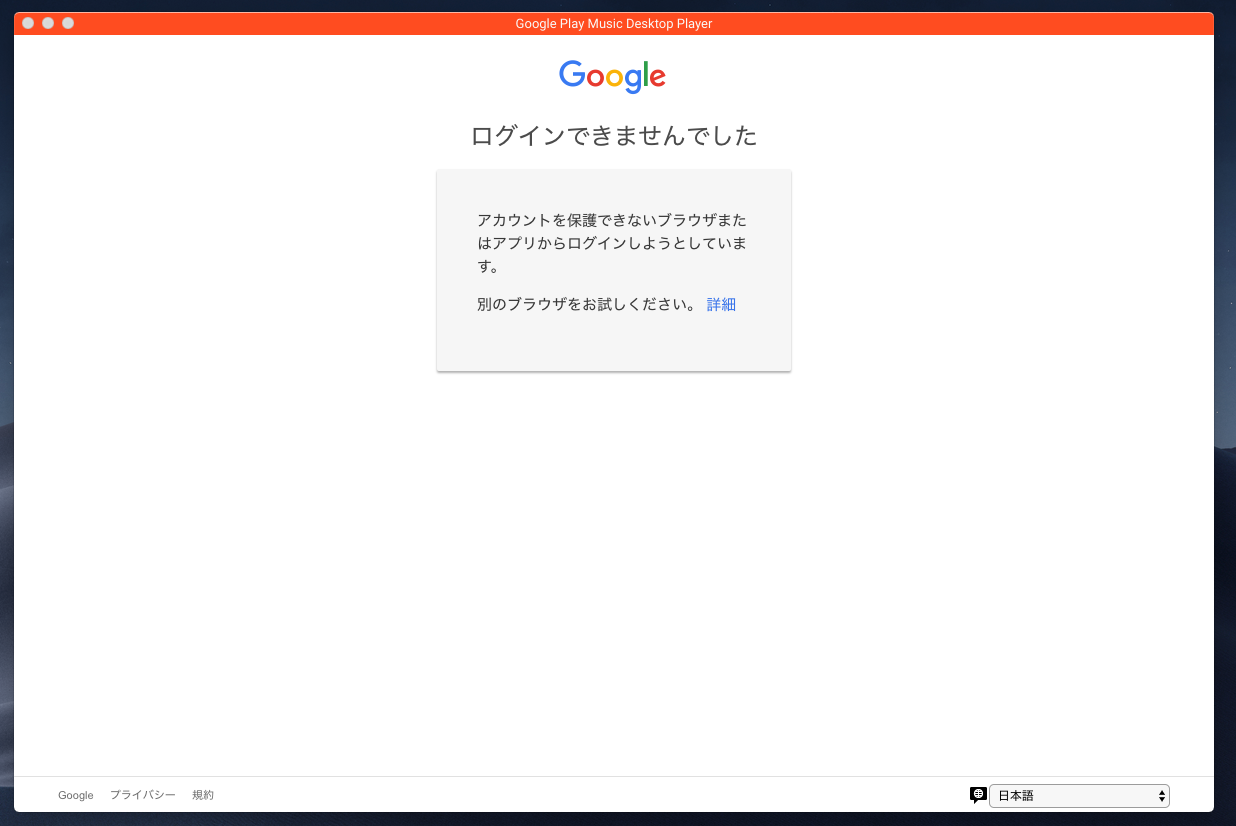 Google Play Music Desktop Player
Google
ログインできませんでした
アカウントを保護できないブラウザまた
はアプリからログインしようとしていま
す。
別のブラウザをお試しください。 詳細
Google プライバシー 規約
日本語